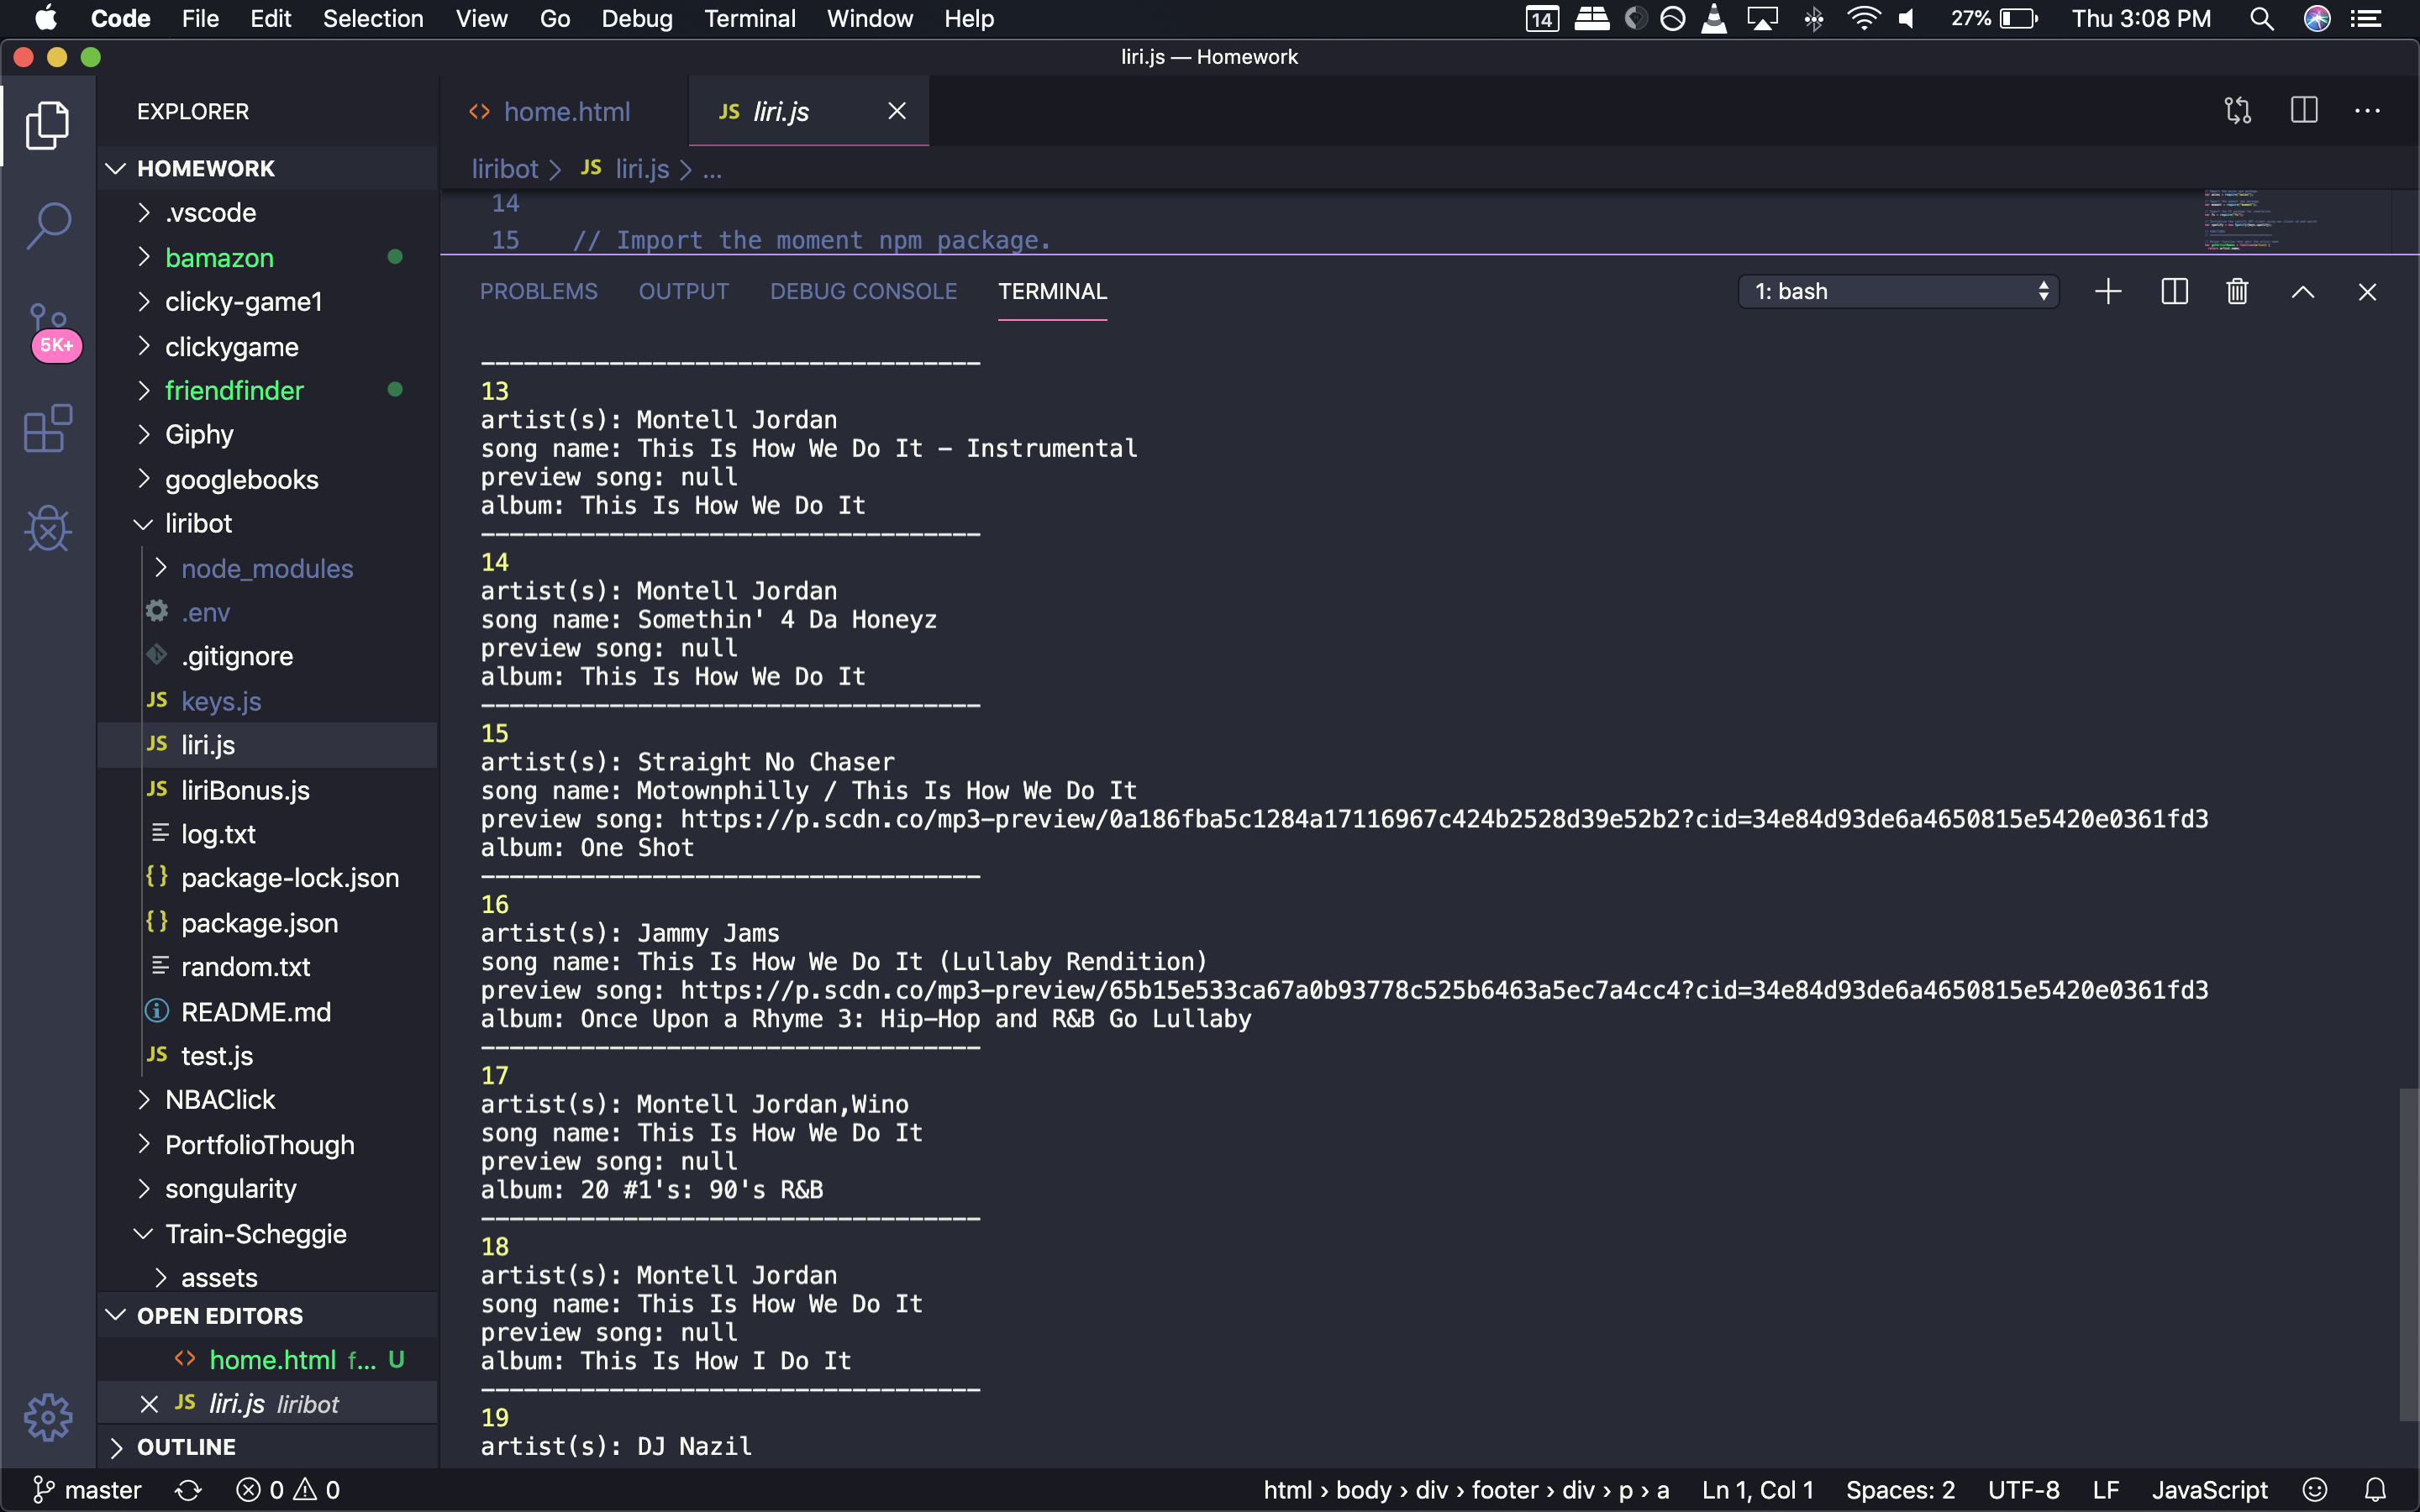 Code File Edit Selection View Go Debug Terminal Window Help 14 27% Thu 3:08 PM
liri.js — Homework
EXPLORER
HOMEWORK
.vscode
bamazon
clicky-game1
clickygame
friendfinder
Giphy
googlebooks
liribot
node_modules
.env
.gitignore
JS keys.js
JS liri.js
JS liriBonus.js
log.txt
{} package-lock.json
{} package.json
random.txt
README.md
JS test.js
NBAClick
PortfolioThough
songularity
Train-Scheggie
assets
OPEN EDITORS
<> home.html f... U
JS liri.js liribot
OUTLINE
5K+
<> home.html JS liri.js
liribot > JS liri.js > ...
14
15 // Import the moment npm package.
PROBLEMS OUTPUT DEBUG CONSOLE TERMINAL 1: bash
-----------------------------------
13
artist(s): Montell Jordan
song name: This Is How We Do It - Instrumental
preview song: null
album: This Is How We Do It
-----------------------------------
14
artist(s): Montell Jordan
song name: Somethin' 4 Da Honeyz
preview song: null
album: This Is How We Do It
-----------------------------------
15
artist(s): Straight No Chaser
song name: Motownphilly / This Is How We Do It
preview song: https://p.scdn.co/mp3-preview/0a186fba5c1284a17116967c424b2528d39e52b2?cid=34e84d93de6a4650815e5420e0361fd3
album: One Shot
-----------------------------------
16
artist(s): Jammy Jams
song name: This Is How We Do It (Lullaby Rendition)
preview song: https://p.scdn.co/mp3-preview/65b15e533ca67a0b93778c525b6463a5ec7a4cc4?cid=34e84d93de6a4650815e5420e0361fd3
album: Once Upon a Rhyme 3: Hip-Hop and R&B Go Lullaby
-----------------------------------
17
artist(s): Montell Jordan,Wino
song name: This Is How We Do It
preview song: null
album: 20 #1's: 90's R&B
-----------------------------------
18
artist(s): Montell Jordan
song name: This Is How We Do It
preview song: null
album: This Is How I Do It
-----------------------------------
19
artist(s): DJ Nazil
master 0 0 html › body › div › footer › div › p › a Ln 1, Col 1 Spaces: 2 UTF-8 LF JavaScript